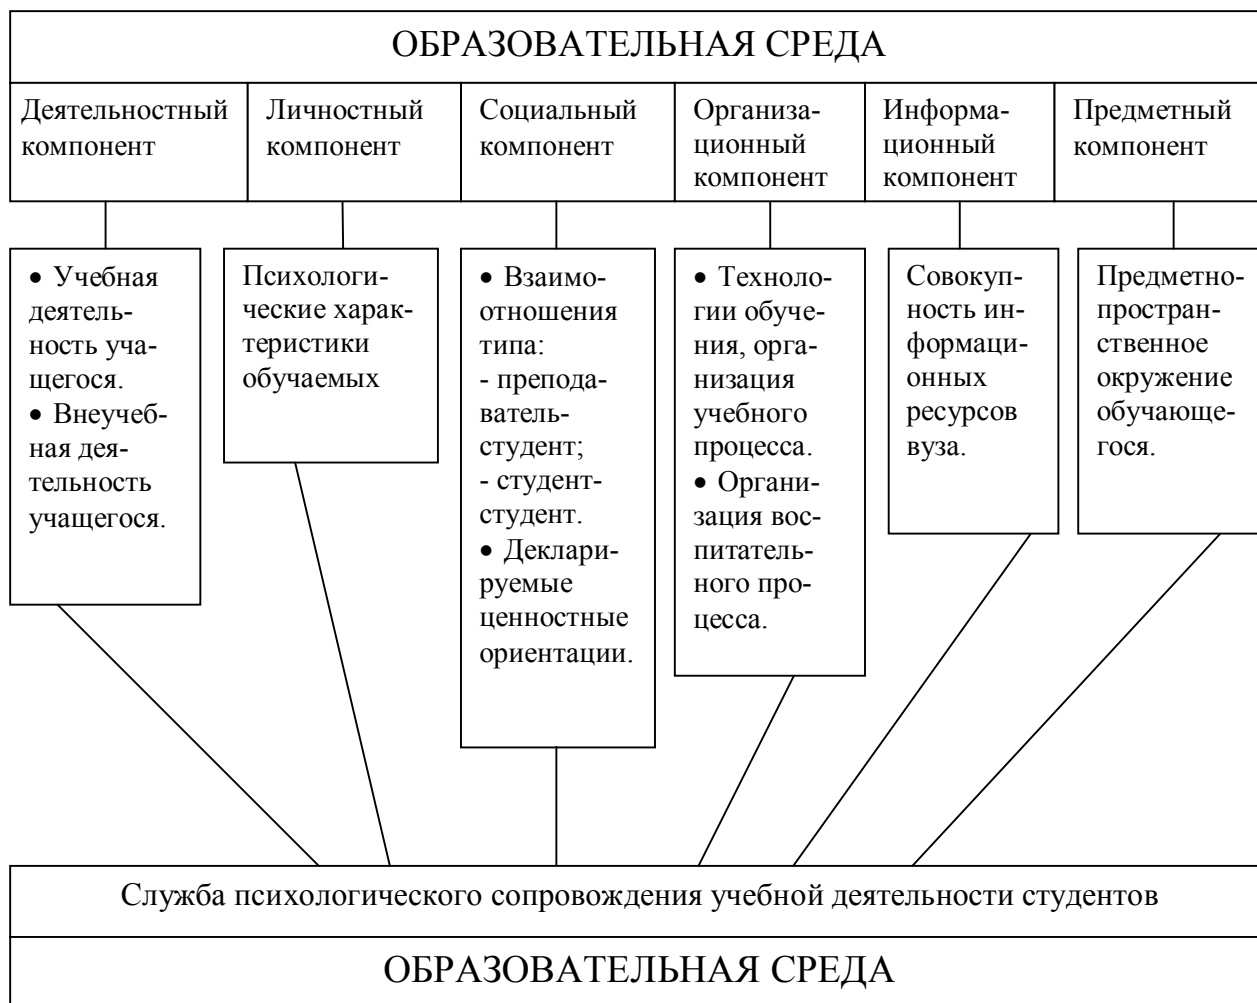 ОБРАЗОВАТЕЛЬНАЯ СРЕДА
Деятельностный
компонент
Личностный
компонент
Социальный
компонент
Организа-
ционный
компонент
Информа-
ционный
компонент
Предметный
компонент
• Учебная
деятель-
ность уча-
щегося.
• Внеучеб-
ная дея-
тельность
учащегося.
Психологи-
ческие харак-
теристики
обучаемых
• Взаимо-
отношения
типа:
- препода-
ватель-
студент;
- студент-
студент.
• Деклари-
руемые
ценностные
ориентации.
• Техноло-
гии обуче-
ния, орга-
низация
учебного
процесса.
• Органи-
зация вос-
питатель-
ного про-
цесса.
Совокуп-
ность ин-
формаци-
онных
ресурсов
вуза.
Предметно-
простран-
ственное
окружение
обучающе-
гося.
Служба психологического сопровождения учебной деятельности студентов
ОБРАЗОВАТЕЛЬНАЯ СРЕДА